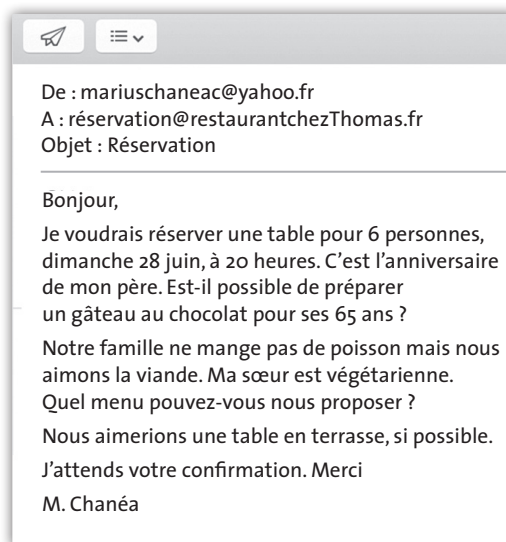 De : mariuschaneac@yahoo.fr
A : réservation@restaurantchezThomas.fr
Objet : Réservation
Bonjour,
Je voudrais réserver une table pour 6 personnes,
dimanche 28 juin, à 20 heures. C'est l'anniversaire
de mon père. Est-il possible de préparer
un gâteau au chocolat pour ses 65 ans ?
Notre famille ne mange pas de poisson mais nous
aimons la viande. Ma sœur est végétarienne.
Quel menu pouvez-vous nous proposer ?
Nous aimerions une table en terrasse, si possible.
J'attends votre confirmation. Merci
M. Chanéa